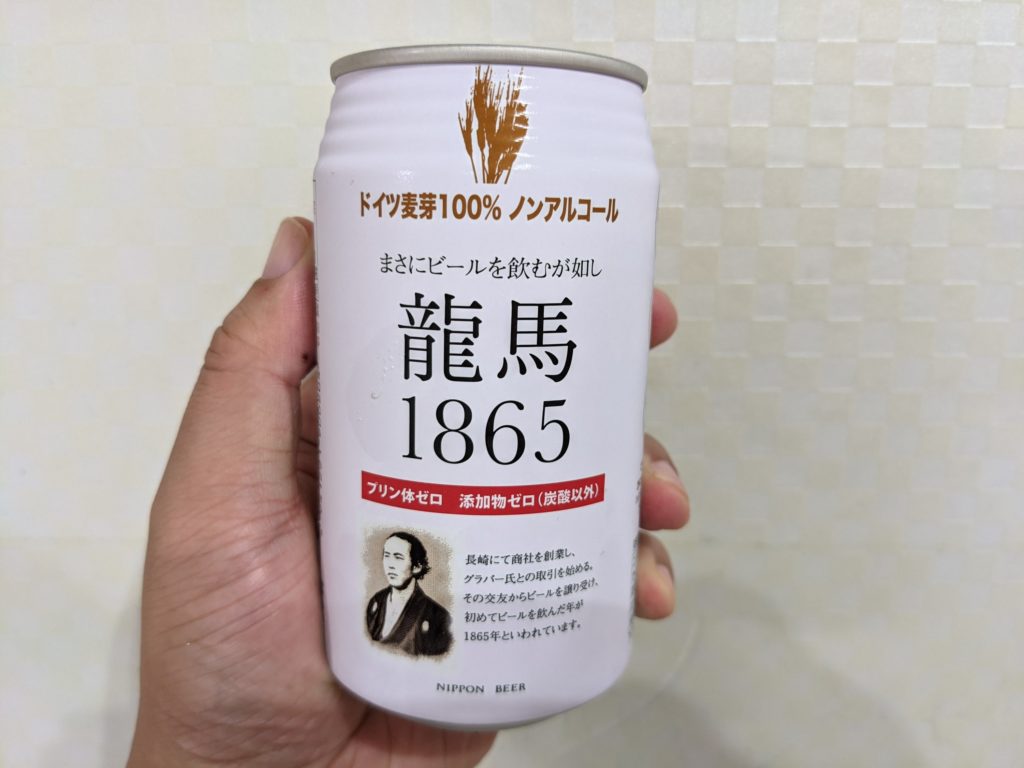 ドイツ麦芽100% ノンアルコール
まさにビールを飲むが如し
龍馬
1865
プリン体ゼロ 添加物ゼロ(炭酸以外)
長崎にて商社を創業し、
グラバー氏との取引を始める。
その交友からビールを譲り受け、
初めてビールを飲んだ年が
1865年といわれています。
NIPPON BEER